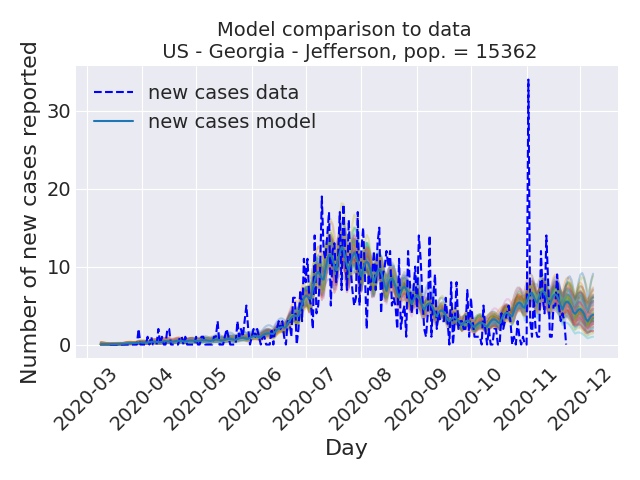 Model comparison to data
US - Georgia - Jefferson, pop. = 15362
Number of new cases reported
30
20
10
0
new cases data
new cases model
2020-03
2020-04
2020-05
2020-06
2020-07
2020-08
2020-09
2020-10
2020-11
2020-12
Day